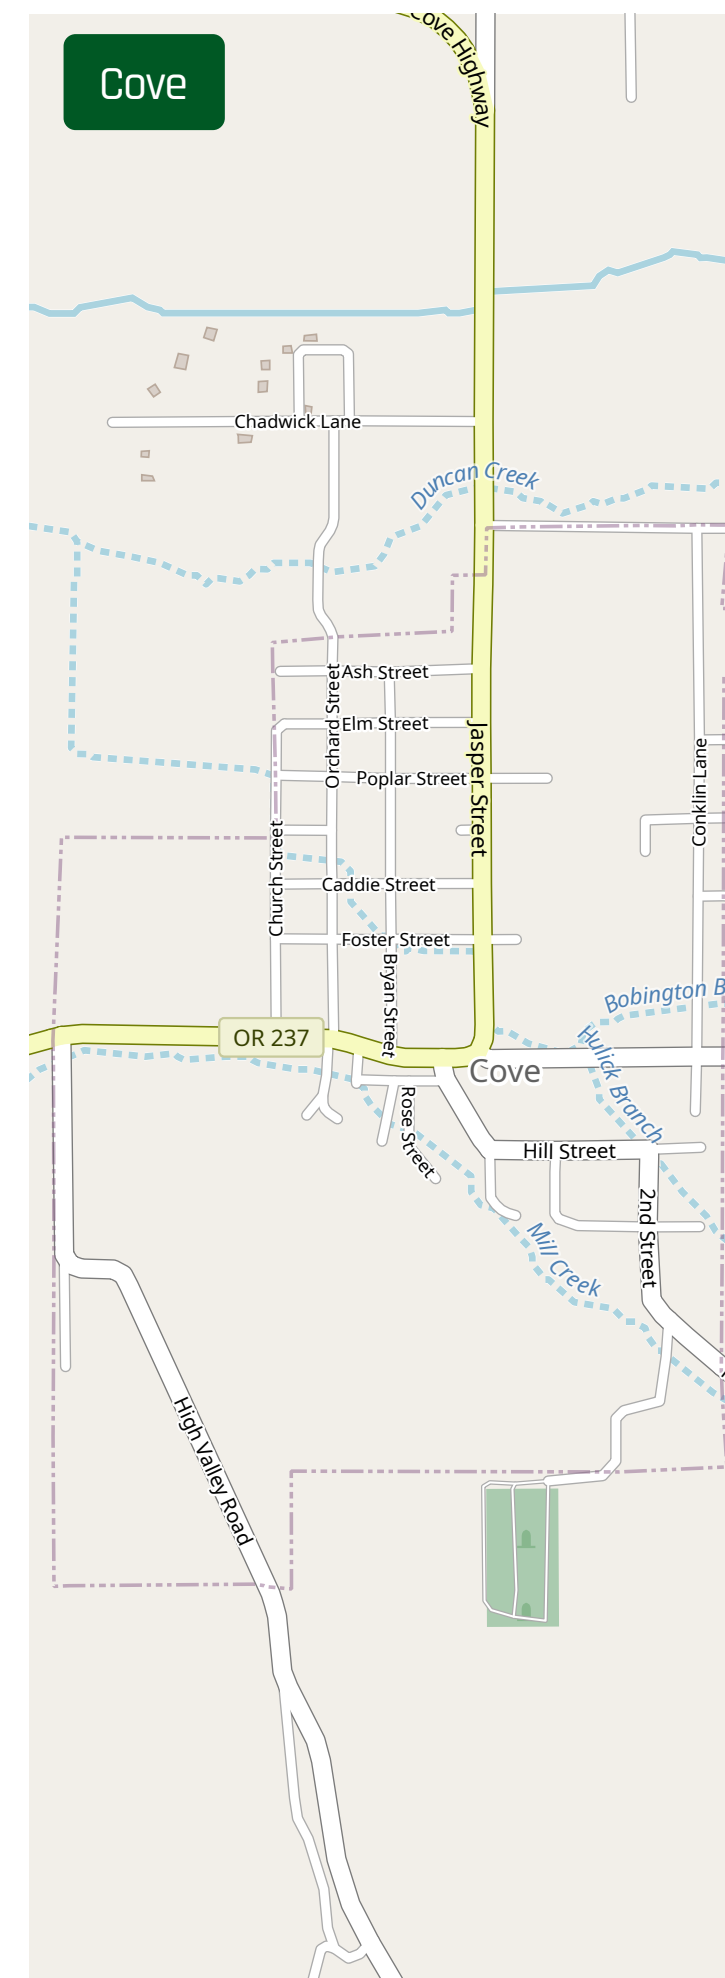 Cove
Cove Highway
Chadwick Lane
Duncan Creek
Ash Street
Orchard Street
Elm Street
Jasper Street
Poplar Street
Conklin Lane
Church Street
Caddie Street
Foster Street
Bryan Street
Bobington B
OR 237
Hulick Branch
Cove
Rose Street
Hill Street
2nd Street
Mill Creek
High Valley Road